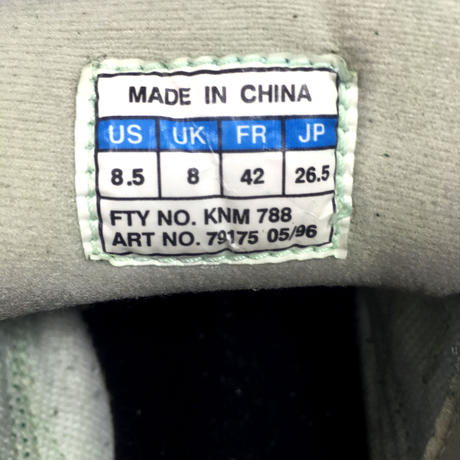 MADE IN CHINA
US UK FR JP
8.5 8 42 26.5
FTY NO. KNM 788
ART NO. 79175 05/96